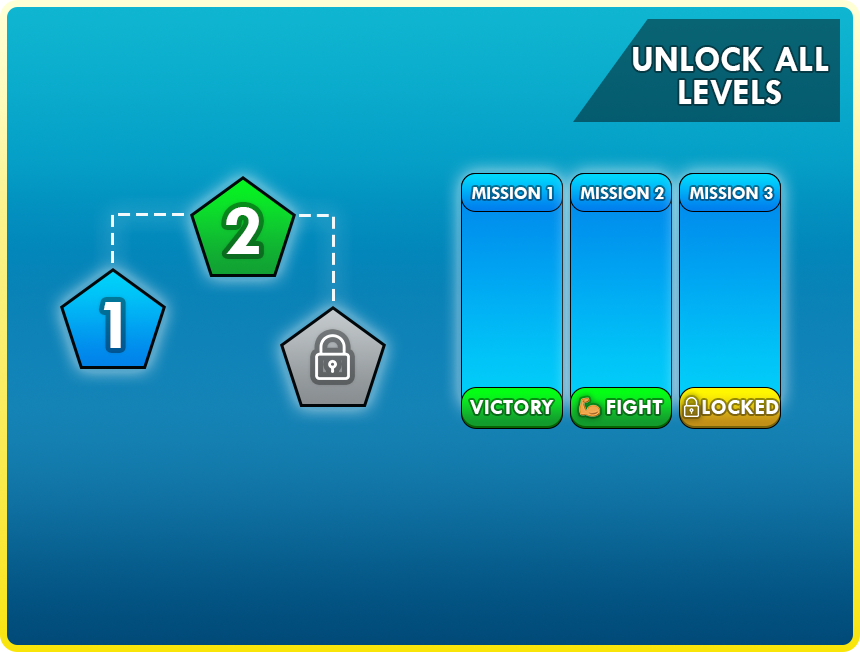 UNLOCK ALL
LEVELS
2
1
MISSION 1
MISSION 2
MISSION 3
VICTORY
FIGHT
LOCKED